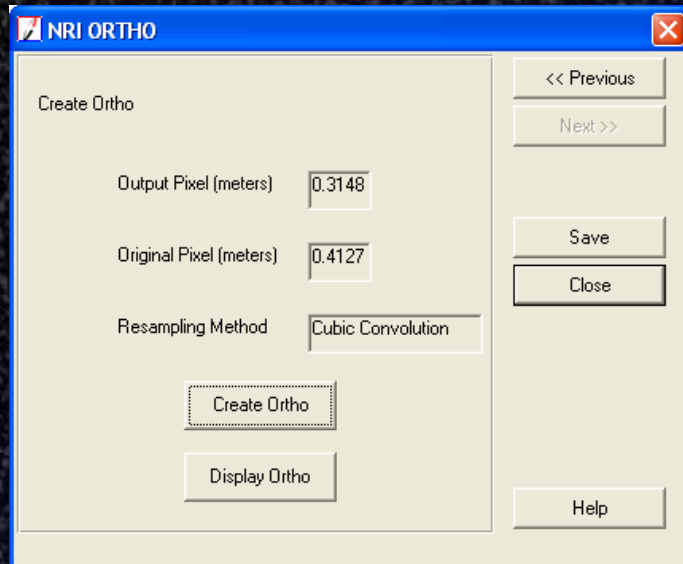 NRI ORTHO
Create Ortho
Output Pixel (meters) 0.3148
Original Pixel (meters) 0.4127
Resampling Method Cubic Convolution
Create Ortho
Display Ortho
<< Previous
Next >>
Save
Close
Help